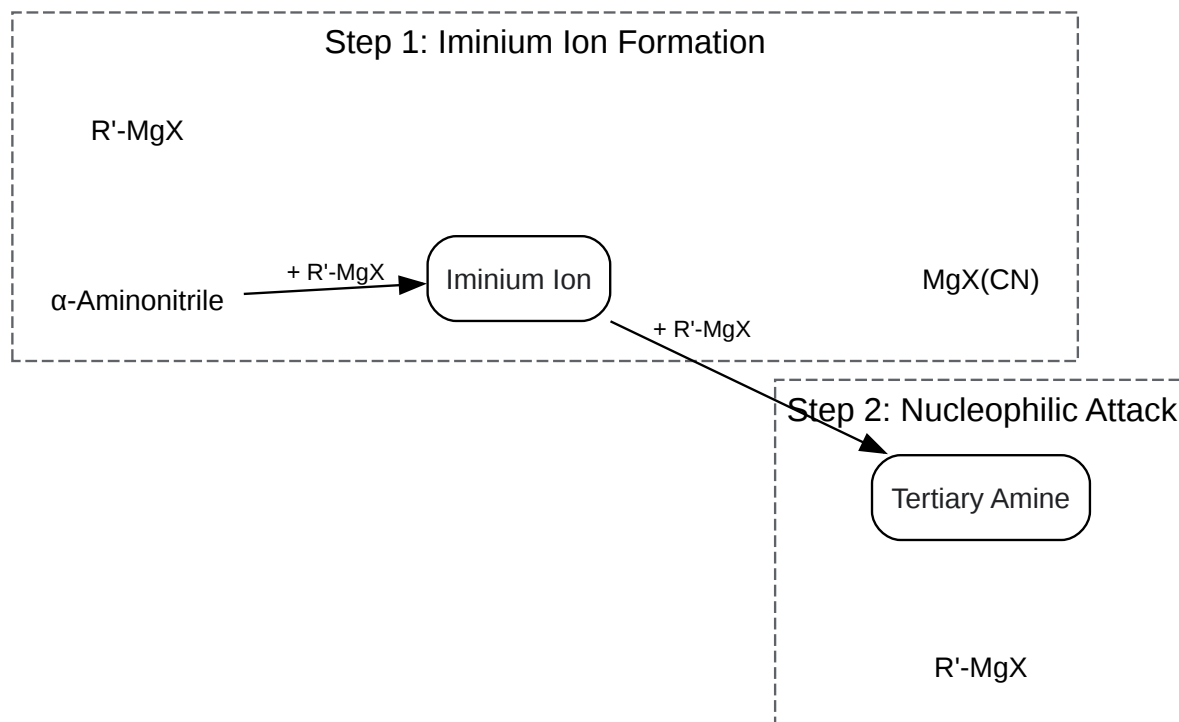 Step 1: Iminium Ion Formation
R'-MgX
+ R'-MgX
α-Aminonitrile
Iminium Ion
MgX(CN)
+ R'-MgX
Step 2: Nucleophilic Attack
Tertiary Amine
R'-MgX